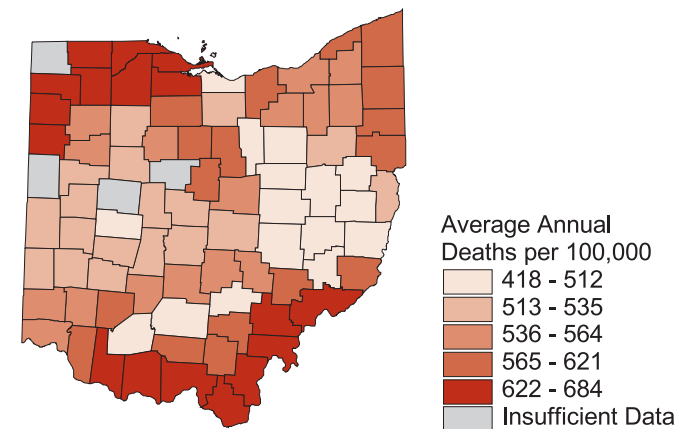 Average Annual
Deaths per 100,000
418 - 512
513 - 535
536 - 564
565 - 621
622 - 684
Insufficient Data